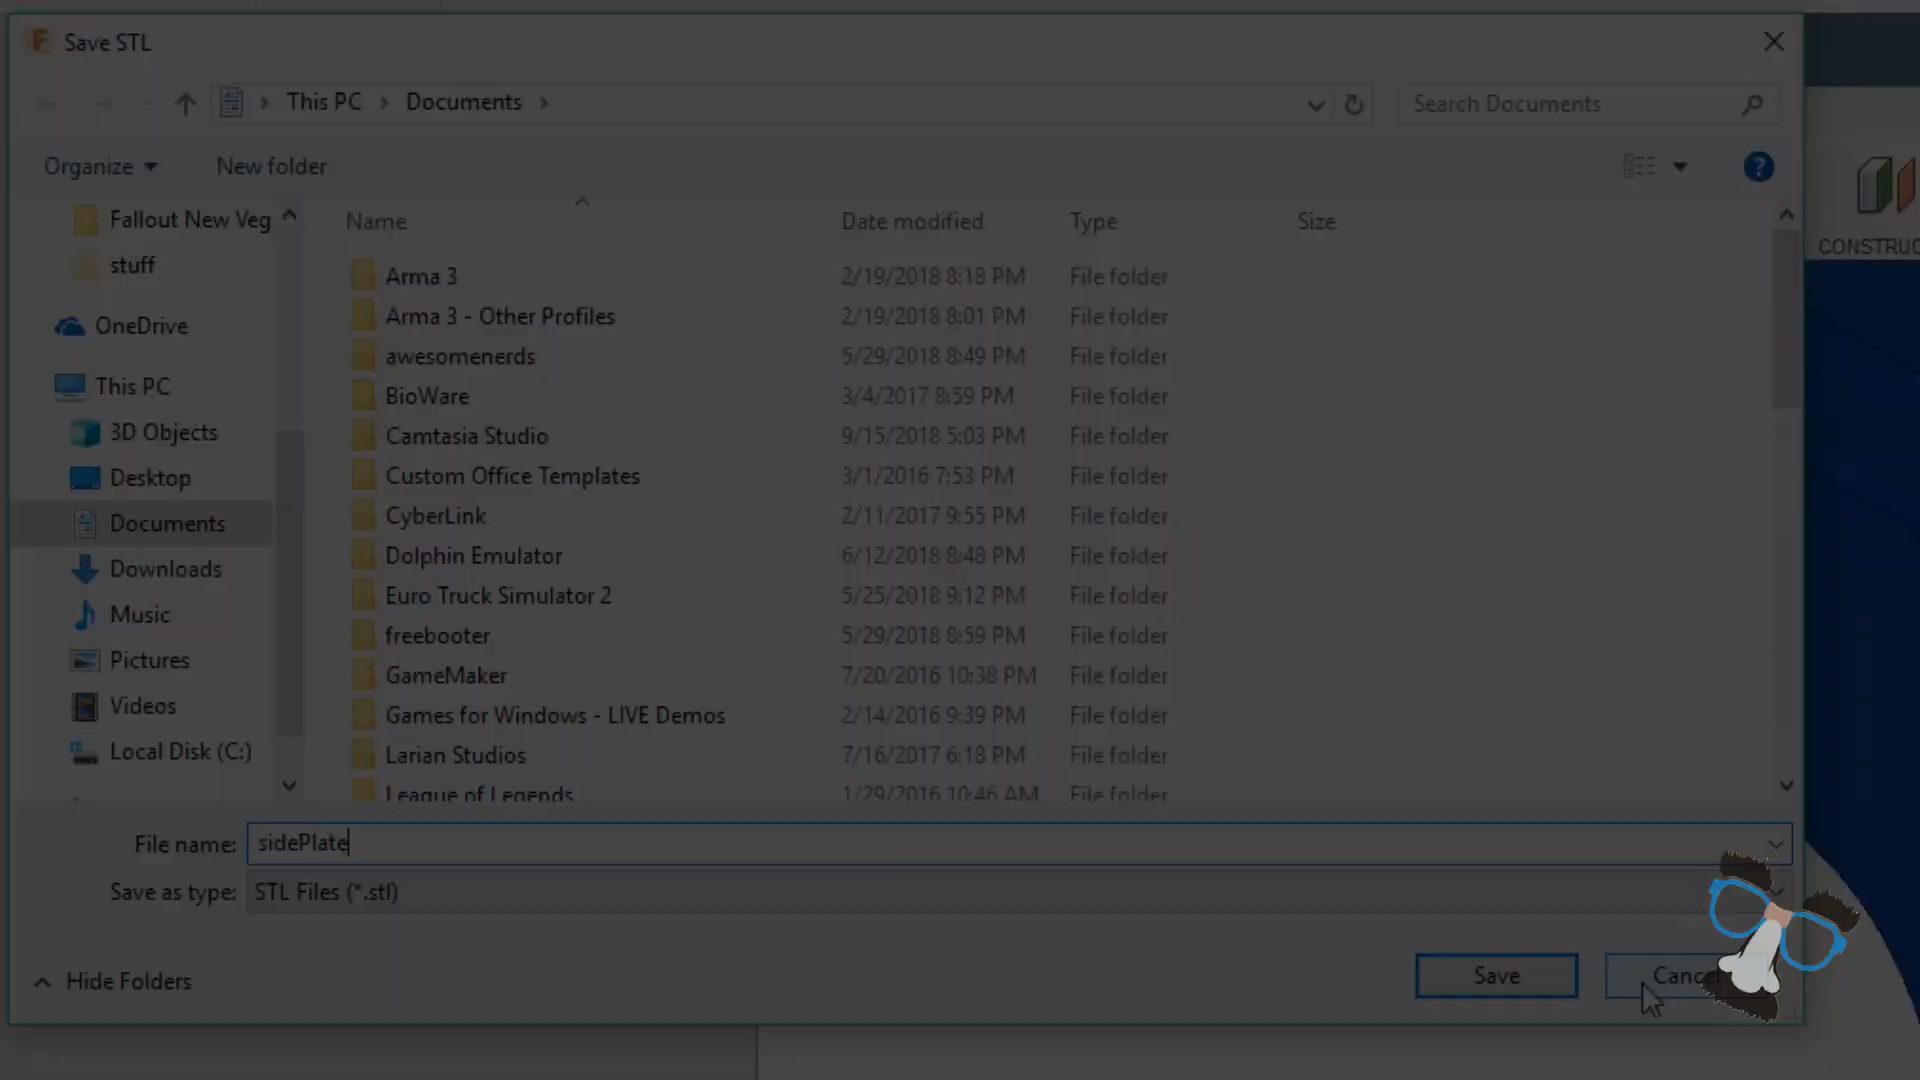 Save STL
This PC
Documents
Search Documents
Organize
New folder
CONSTRUC
Fallout New Veg
stuff
OneDrive
This PC
3D Objects
Desktop
Documents
Downloads
Music
Pictures
Videos
Local Disk (C:)
Name Date modified Type Size
Arma 3 2/19/2018 8:18 PM File folder
Arma 3 - Other Profiles 2/19/2018 8:01 PM File folder
awesomenerds 5/29/2018 8:49 PM File folder
BioWare 3/4/2017 8:59 PM File folder
Camtasia Studio 9/15/2018 5:03 PM File folder
Custom Office Templates 3/1/2016 7:53 PM File folder
CyberLink 2/11/2017 9:55 PM File folder
Dolphin Emulator 6/12/2018 8:48 PM File folder
Euro Truck Simulator 2 5/25/2018 9:12 PM File folder
freebooter 5/29/2018 8:59 PM File folder
GameMaker 7/20/2016 10:38 PM File folder
Games for Windows - LIVE Demos 2/14/2016 9:39 PM File folder
Larian Studios 7/16/2017 6:18 PM File folder
League of Legends 1/29/2016 10:46 AM File folder
File name: sidePlate
Save as type: STL Files (*.stl)
Hide Folders
Save
Cancel